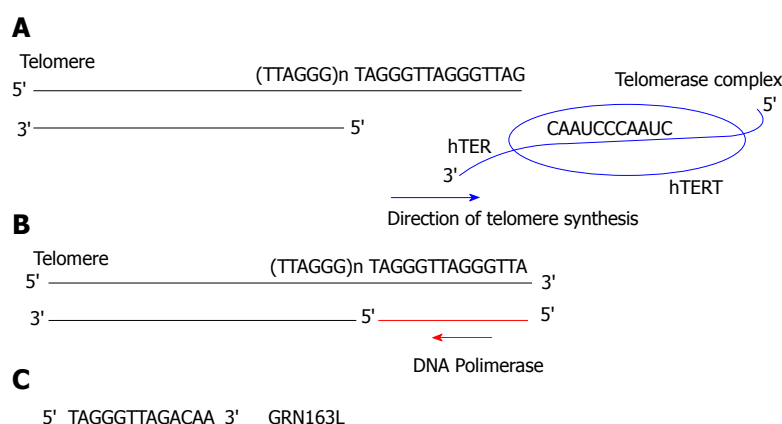 A
Telomere
(TTAGGG)n TAGGGTTAGGGTTAG
5'
Telomerase complex
5'
3' 5'
CAAUCCCAAUC
hTER
3'
hTERT
Direction of telomere synthesis
B
Telomere
(TTAGGG)n TAGGGTTAGGGTTA
5' 3'
3' 5' 5'
DNA Polimerase
C
5' TAGGGTTAGACAA 3' GRN163L